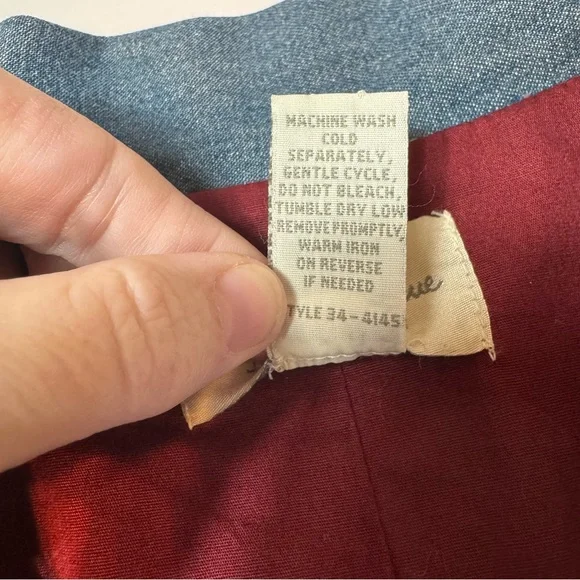 MACHINE WASH
COLD
SEPARATELY,
GENTLE CYCLE,
DO NOT BLEACH,
TUMBLE DRY LOW
REMOVE PROMPTLY,
WARM IRON
ON REVERSE
IF NEEDED
TYLE 34-4145